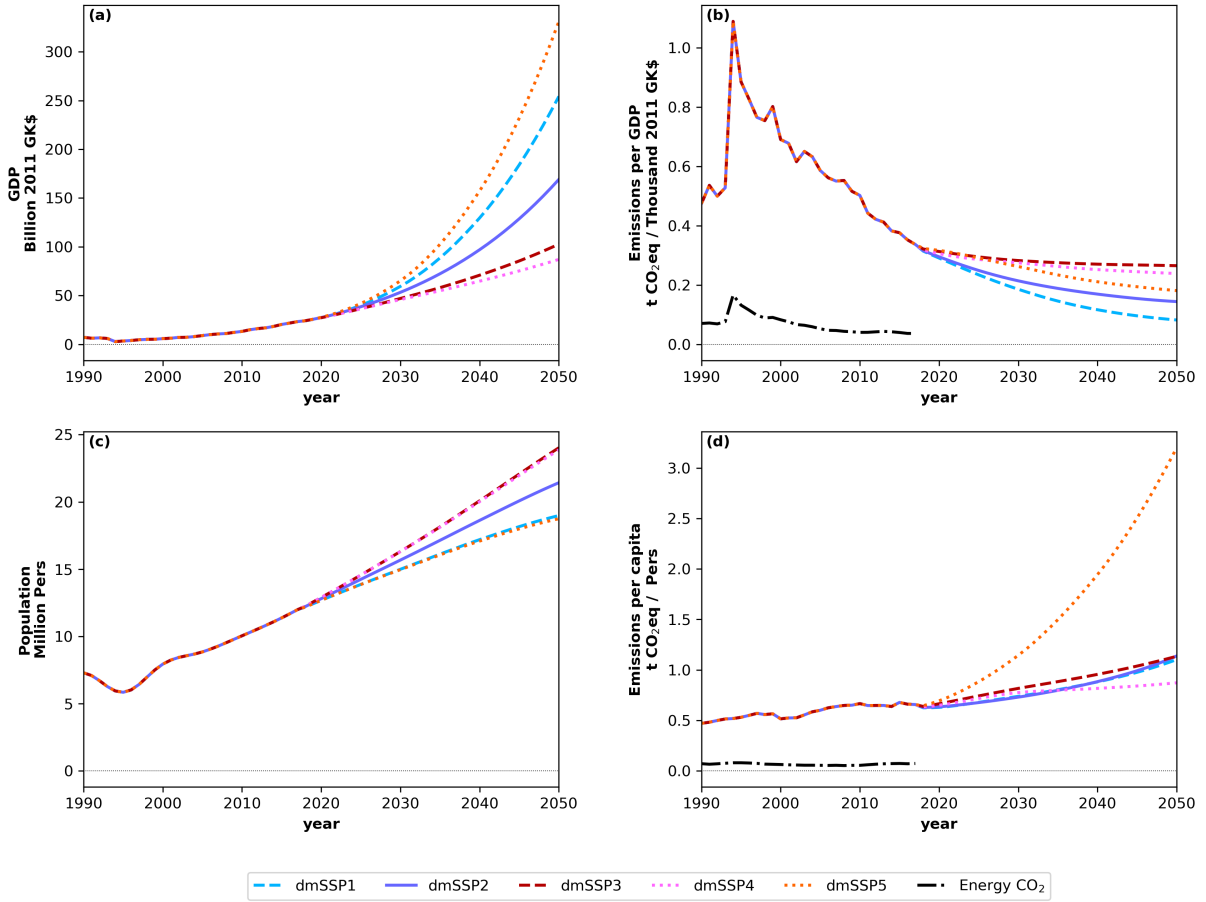 (a)
GDP
Billion 2011 GK$
300
250
200
150
100
50
0
1990 2000 2010 2020 2030 2040 2050
year
(b)
Emissions per GDP
t CO₂eq / Thousand 2011 GK$
1.0
0.8
0.6
0.4
0.2
0.0
1990 2000 2010 2020 2030 2040 2050
year
(c)
Population
Million Pers
25
20
15
10
5
0
1990 2000 2010 2020 2030 2040 2050
year
(d)
Emissions per capita
t CO₂eq / Pers
3.0
2.5
2.0
1.5
1.0
0.5
0.0
1990 2000 2010 2020 2030 2040 2050
year
dmSSP1 dmSSP2 dmSSP3 dmSSP4 dmSSP5 Energy CO₂